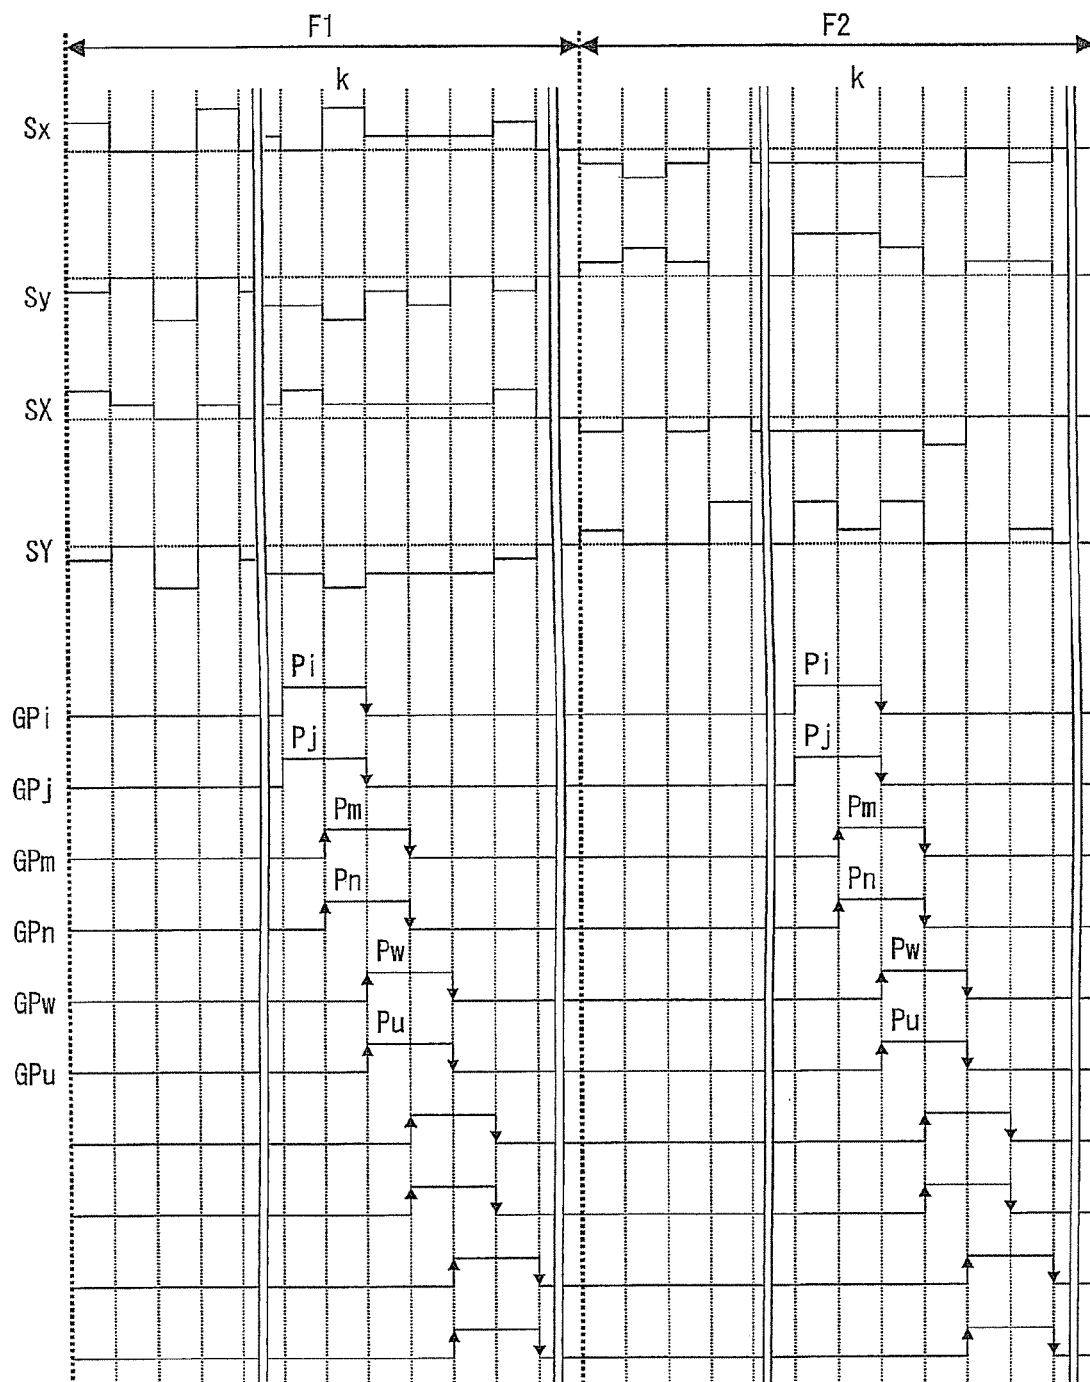 F1 F2
k k
Sx
Sy
SX
SY
Pi Pi
GPi
Pj Pj
GPj
Pm Pm
GPm
Pn Pn
GPn
Pw Pw
GPw
Pu Pu
GPu